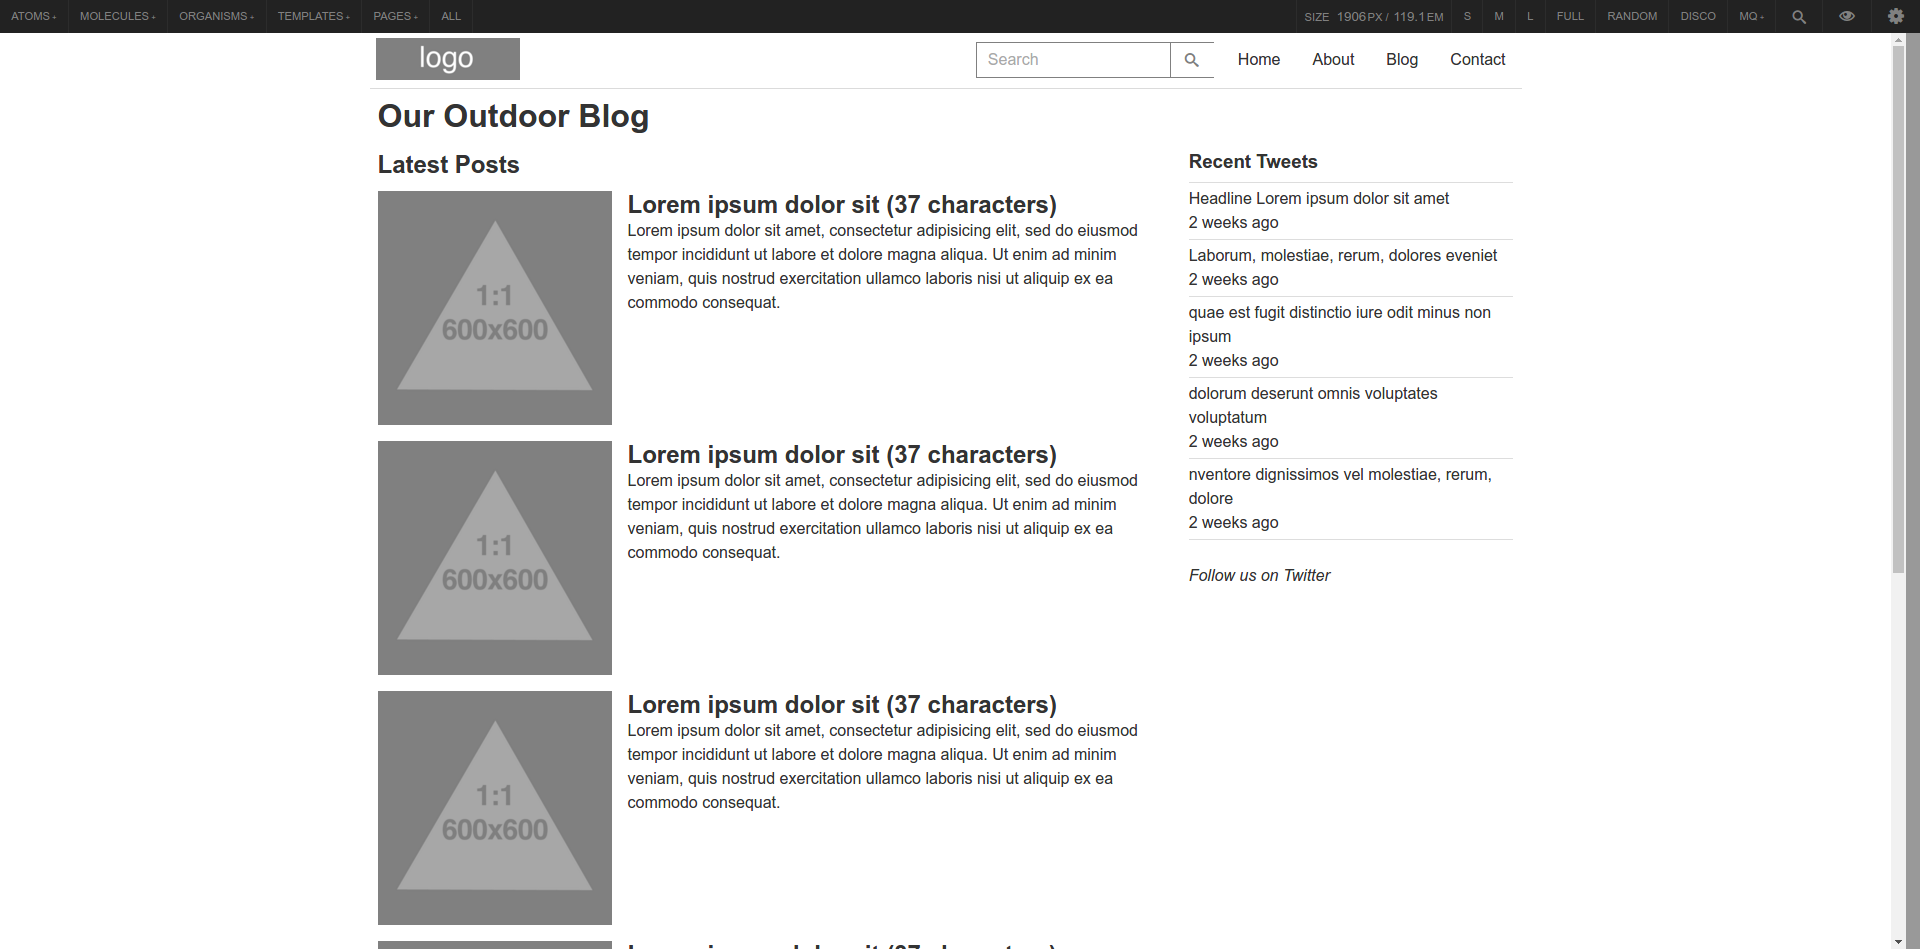 ATOMS + MOLECULES + ORGANISMS + TEMPLATES + PAGES + ALL SIZE 1906 PX / 119.1 EM S M L FULL RANDOM DISCO MQ +
logo Search Home About Blog Contact
Our Outdoor Blog
Latest Posts
1:1
600x600
Lorem ipsum dolor sit (37 characters)
Lorem ipsum dolor sit amet, consectetur adipisicing elit, sed do eiusmod
tempor incididunt ut labore et dolore magna aliqua. Ut enim ad minim
veniam, quis nostrud exercitation ullamco laboris nisi ut aliquip ex ea
commodo consequat.
1:1
600x600
Lorem ipsum dolor sit (37 characters)
Lorem ipsum dolor sit amet, consectetur adipisicing elit, sed do eiusmod
tempor incididunt ut labore et dolore magna aliqua. Ut enim ad minim
veniam, quis nostrud exercitation ullamco laboris nisi ut aliquip ex ea
commodo consequat.
1:1
600x600
Lorem ipsum dolor sit (37 characters)
Lorem ipsum dolor sit amet, consectetur adipisicing elit, sed do eiusmod
tempor incididunt ut labore et dolore magna aliqua. Ut enim ad minim
veniam, quis nostrud exercitation ullamco laboris nisi ut aliquip ex ea
commodo consequat.
Recent Tweets
Headline Lorem ipsum dolor sit amet
2 weeks ago
Laborum, molestiae, rerum, dolores eveniet
2 weeks ago
quae est fugit distinctio iure odit minus non
ipsum
2 weeks ago
dolorum deserunt omnis voluptates
voluptatum
2 weeks ago
nventore dignissimos vel molestiae, rerum,
dolore
2 weeks ago
Follow us on Twitter